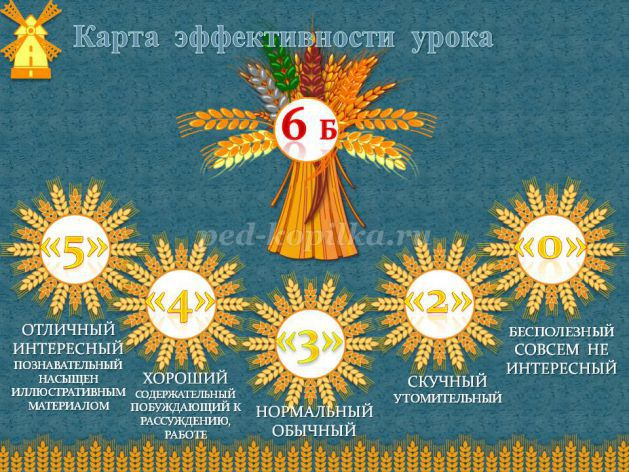 Карта эффективности урока
6 Б
ped-kopilka.ru
«5»
ОТЛИЧНЫЙ
ИНТЕРЕСНЫЙ
ПОЗНАВАТЕЛЬНЫЙ
НАСЫЩЕН
ИЛЛЮСТРАТИВНЫМ
МАТЕРИАЛОМ
«4»
ХОРОШИЙ
СОДЕРЖАТЕЛЬНЫЙ
ПОБУЖДАЮЩИЙ К
РАССУЖДЕНИЮ,
РАБОТЕ
«3»
НОРМАЛЬНЫЙ
ОБЫЧНЫЙ
«2»
СКУЧНЫЙ
УТОМИТЕЛЬНЫЙ
«0»
БЕСПОЛЕЗНЫЙ
СОВСЕМ НЕ
ИНТЕРЕСНЫЙ